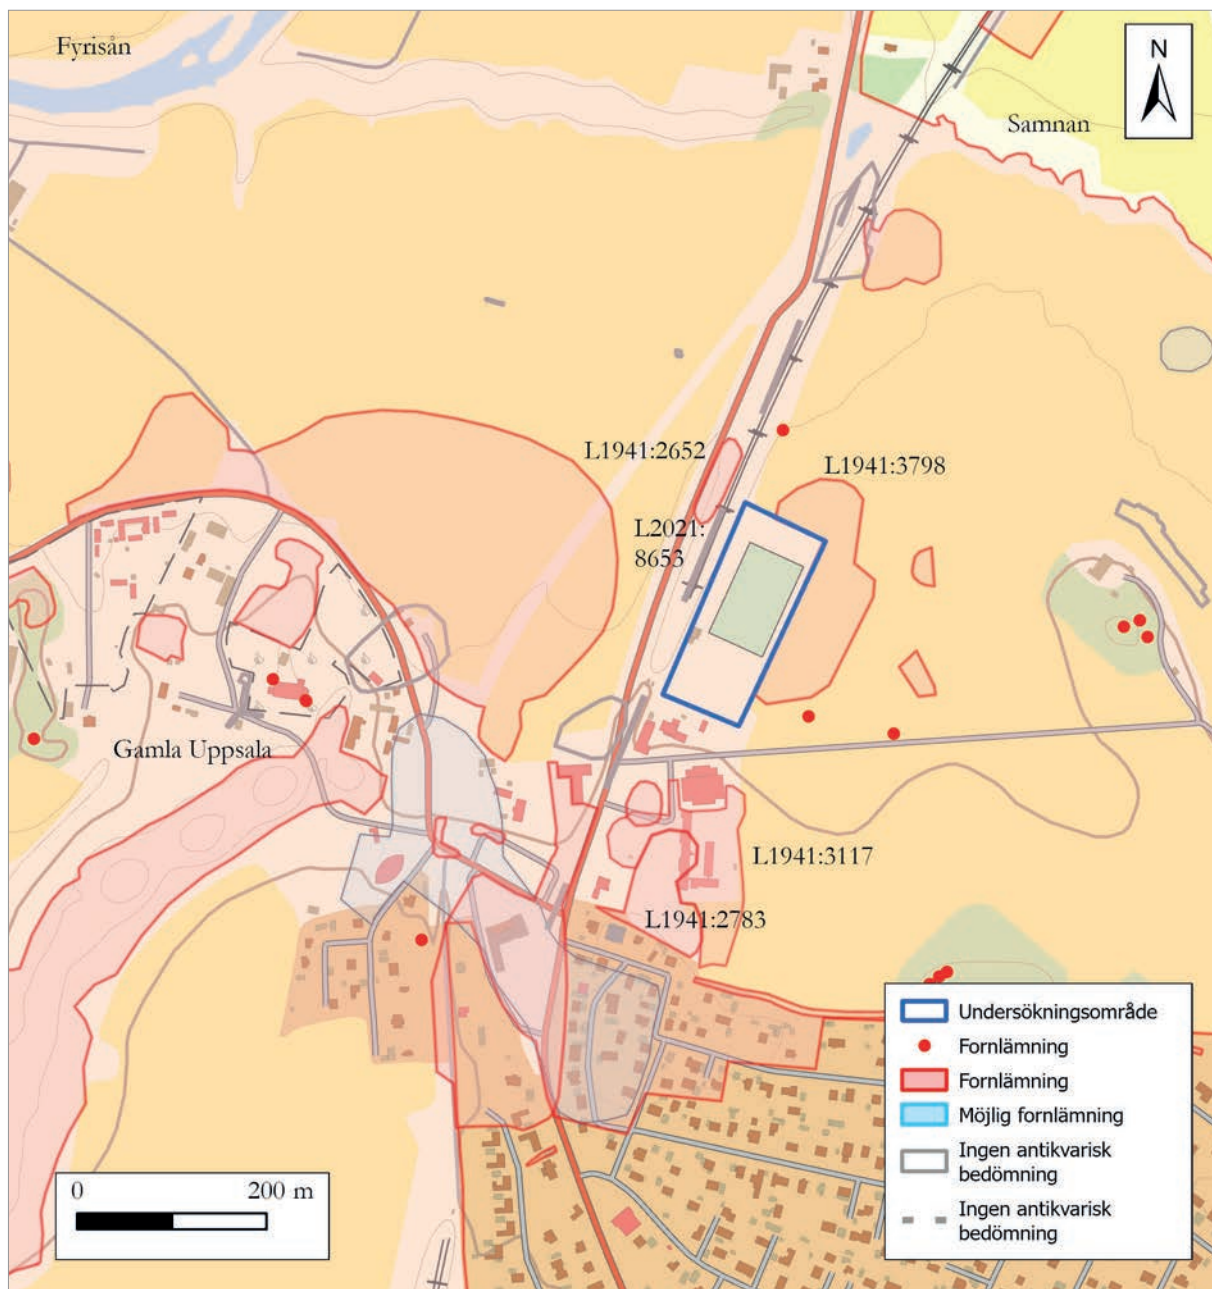 Fyrisån
N
Samnan
L1941:2652
L1941:3798
L2021:
8653
Gamla Uppsala
L1941:3117
L1941:2783
Undersökningsområde
Fornlämning
Fornlämning
Möjlig fornlämning
Ingen antikvarisk
bedömning
Ingen antikvarisk
bedömning
0 200 m